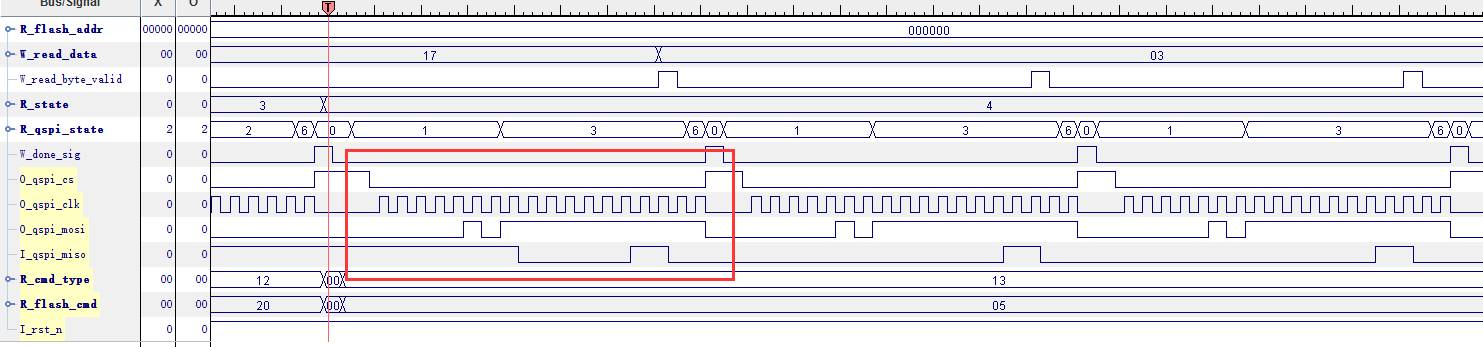 Bus/Signal X O
T
R_flash_addr 00000 00000 000000
W_read_data 00 00 17 03
W_read_byte_valid 0 0
R_state 0 0 3 4
R_qspi_state 2 2 2 6 0 1 3 6 0 1 3 6 0 1 3 6 0
W_done_sig 0 0
O_qspi_cs 0 0
O_qspi_clk 0 0
O_qspi_mosi 0 0
I_qspi_miso 0 0
R_cmd_type 00 00 12 00 13
R_flash_cmd 00 00 20 00 05
I_rst_n 0 0